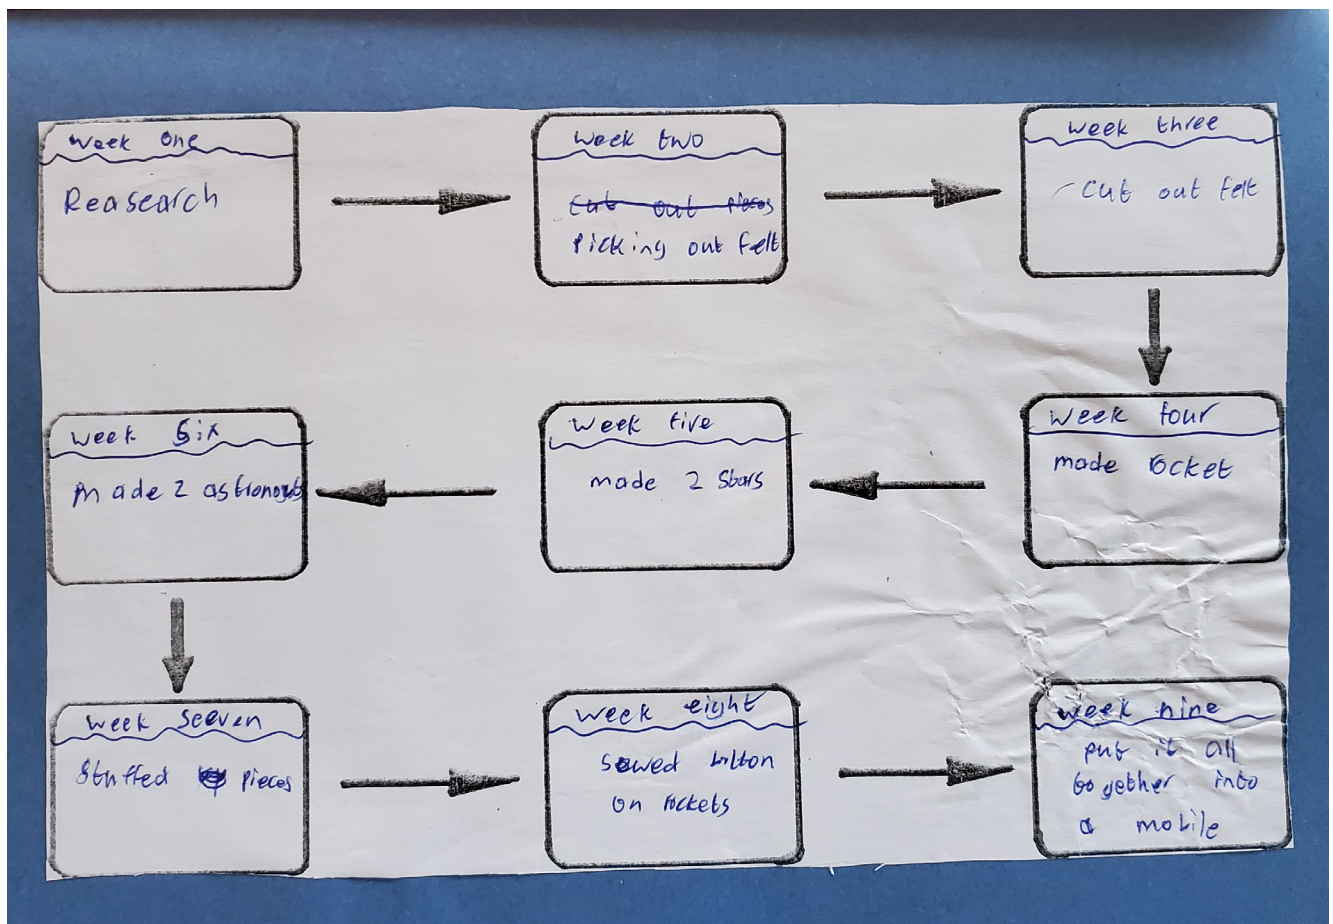 week one
Reasearch
week two
cut out pieces
picking out felt
week three
- cut out felt
week four
made rocket
week five
made 2 stars
week six
made 2 astronouts
week seeven
Stuffed pieces
week eight
sewed button
on rockets
week nine
put it all
together into
a mobile